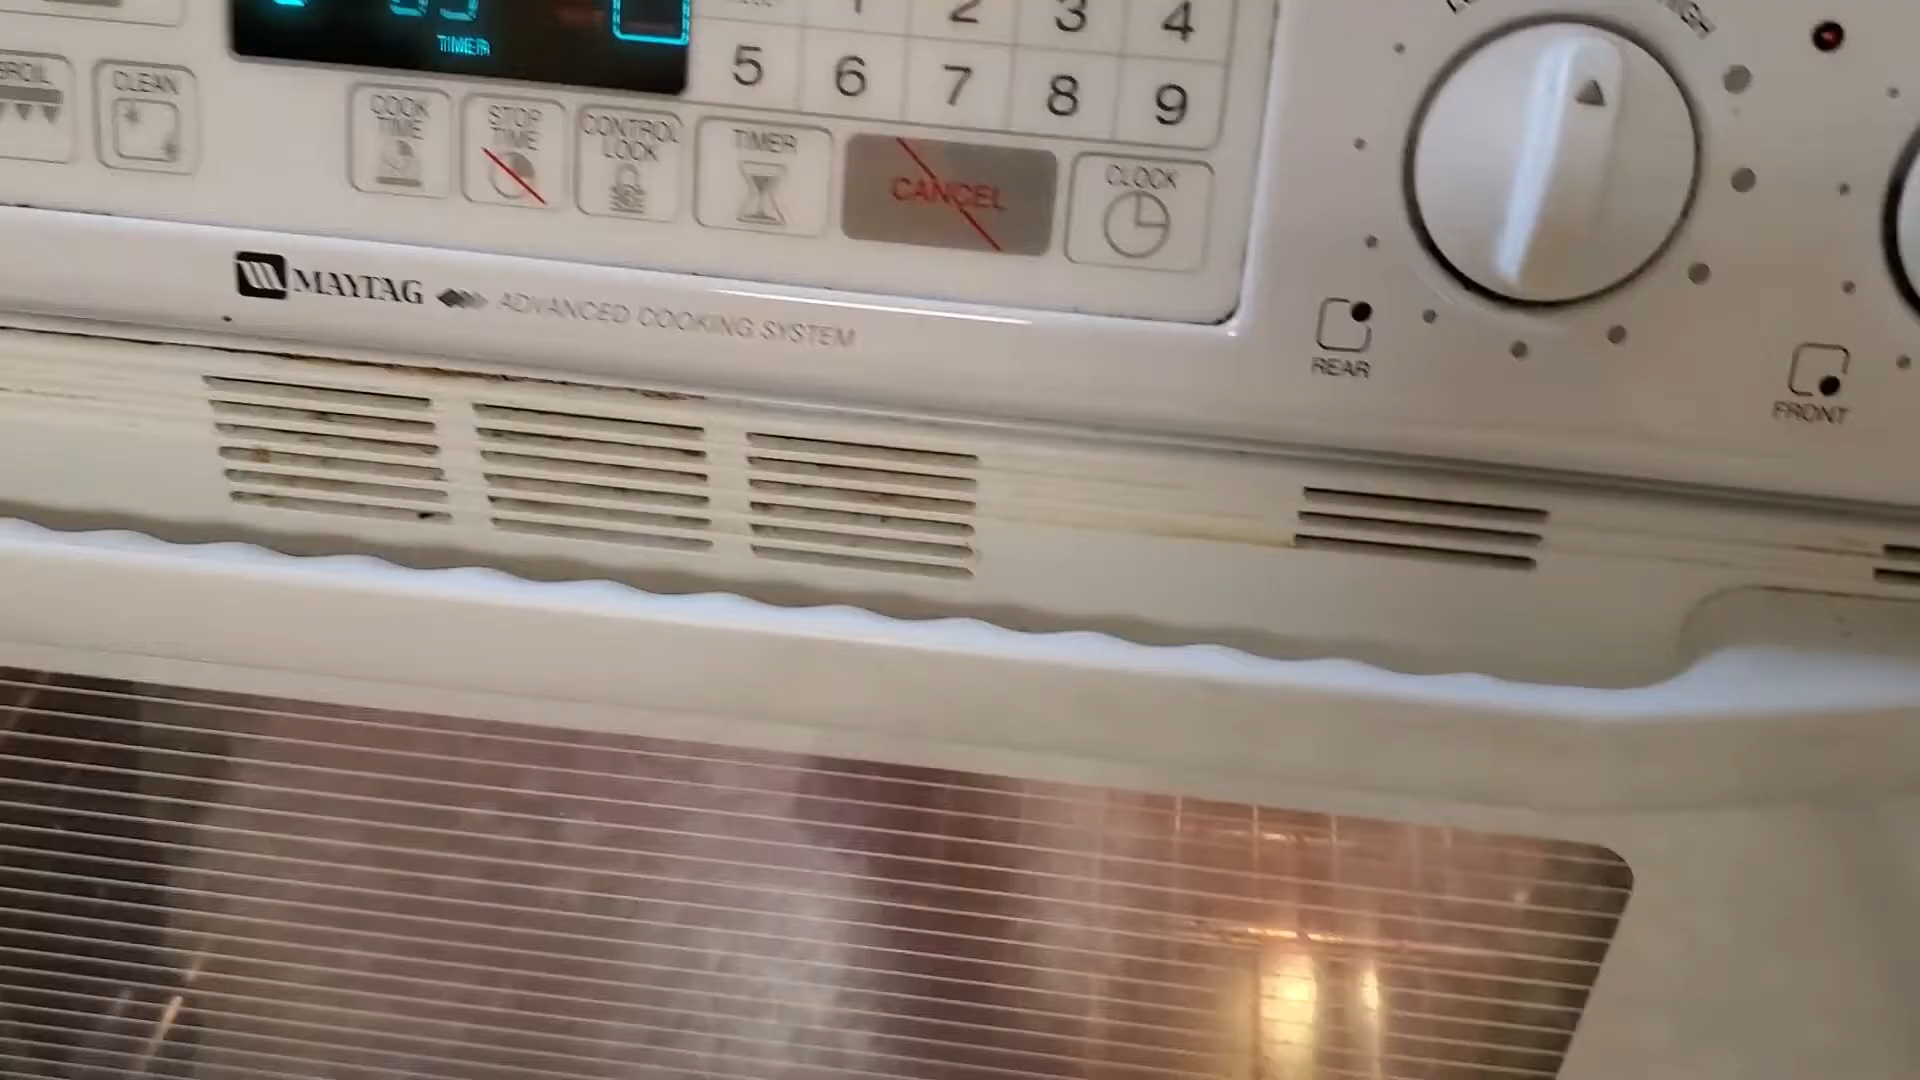 TIMER
1 2 3 4
5 6 7 8 9
BROIL
CLEAN
COOK TIME
STOP TIME
CONTROL LOCK
TIMER
CANCEL
CLOCK
MAYTAG ADVANCED COOKING SYSTEM
REAR
FRONT